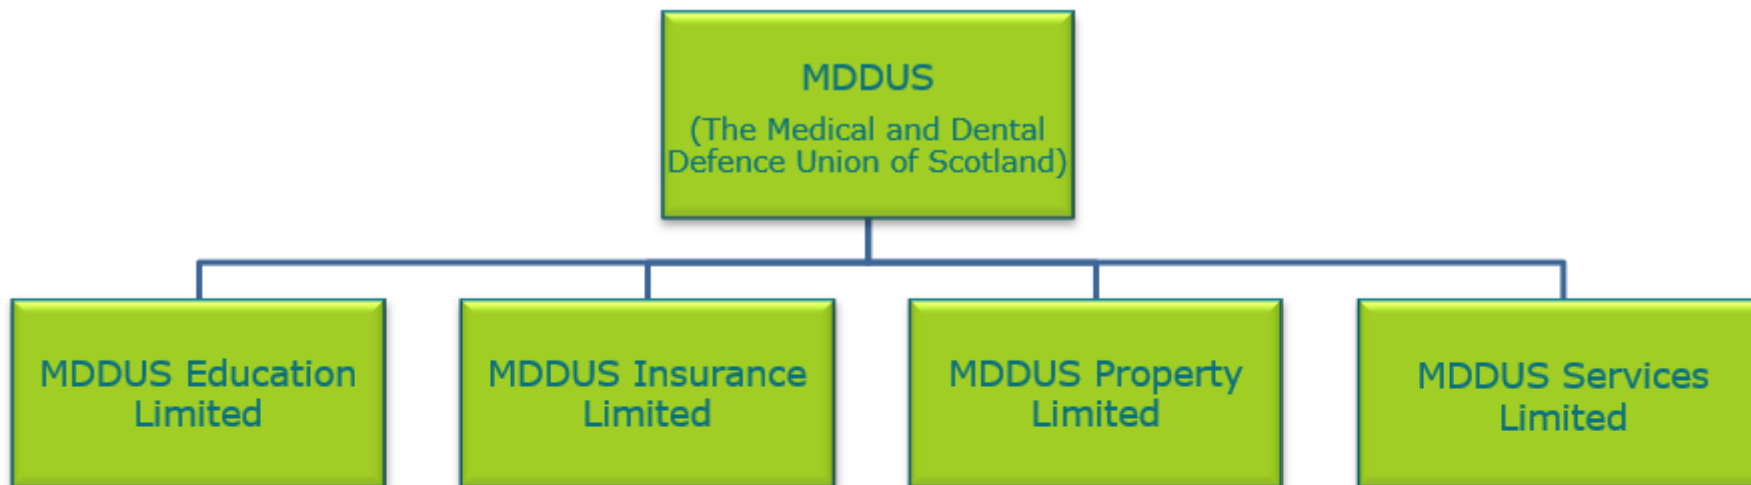 MDDUS
(The Medical and Dental
Defence Union of Scotland)
MDDUS Education
Limited
MDDUS Insurance
Limited
MDDUS Property
Limited
MDDUS Services
Limited